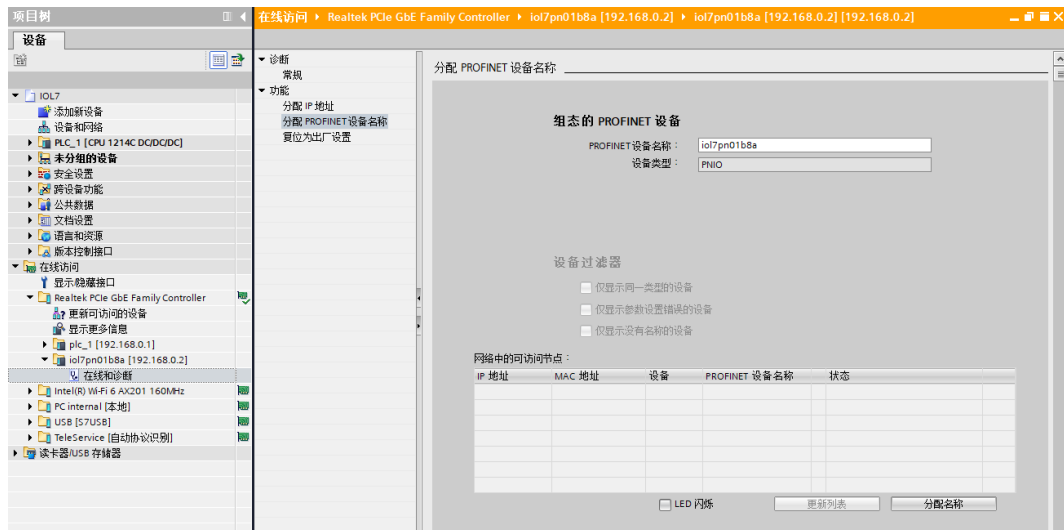 项目树
设备
IOL7
添加新设备
设备和网络
PLC_1 [CPU 1214C DC/DC/DC]
未分组的设备
安全设置
跨设备功能
公共数据
文档设置
语言和资源
版本控制接口
在线访问
显示/隐藏接口
Realtek PCIe GbE Family Controller
更新可访问的设备
显示更多信息
plc_1 [192.168.0.1]
iol7pn01b8a [192.168.0.2]
在线和诊断
Intel(R) Wi-Fi 6 AX201 160MHz
PC internal [本地]
USB [S7USB]
TeleService [自动协议识别]
读卡器/USB 存储器
在线访问 ▸ Realtek PCIe GbE Family Controller ▸ iol7pn01b8a [192.168.0.2] ▸ iol7pn01b8a [192.168.0.2] [192.168.0.2]
诊断
常规
功能
分配 IP 地址
分配 PROFINET 设备名称
复位为出厂设置
分配 PROFINET 设备名称
组态的 PROFINET 设备
PROFINET设备名称： iol7pn01b8a
设备类型： PNIO
设备过滤器
仅显示同一类型的设备
仅显示参数设置错误的设备
仅显示没有名称的设备
网络中的可访问节点：
IP 地址 MAC 地址 设备 PROFINET 设备名称 状态
LED 闪烁 更新列表 分配名称